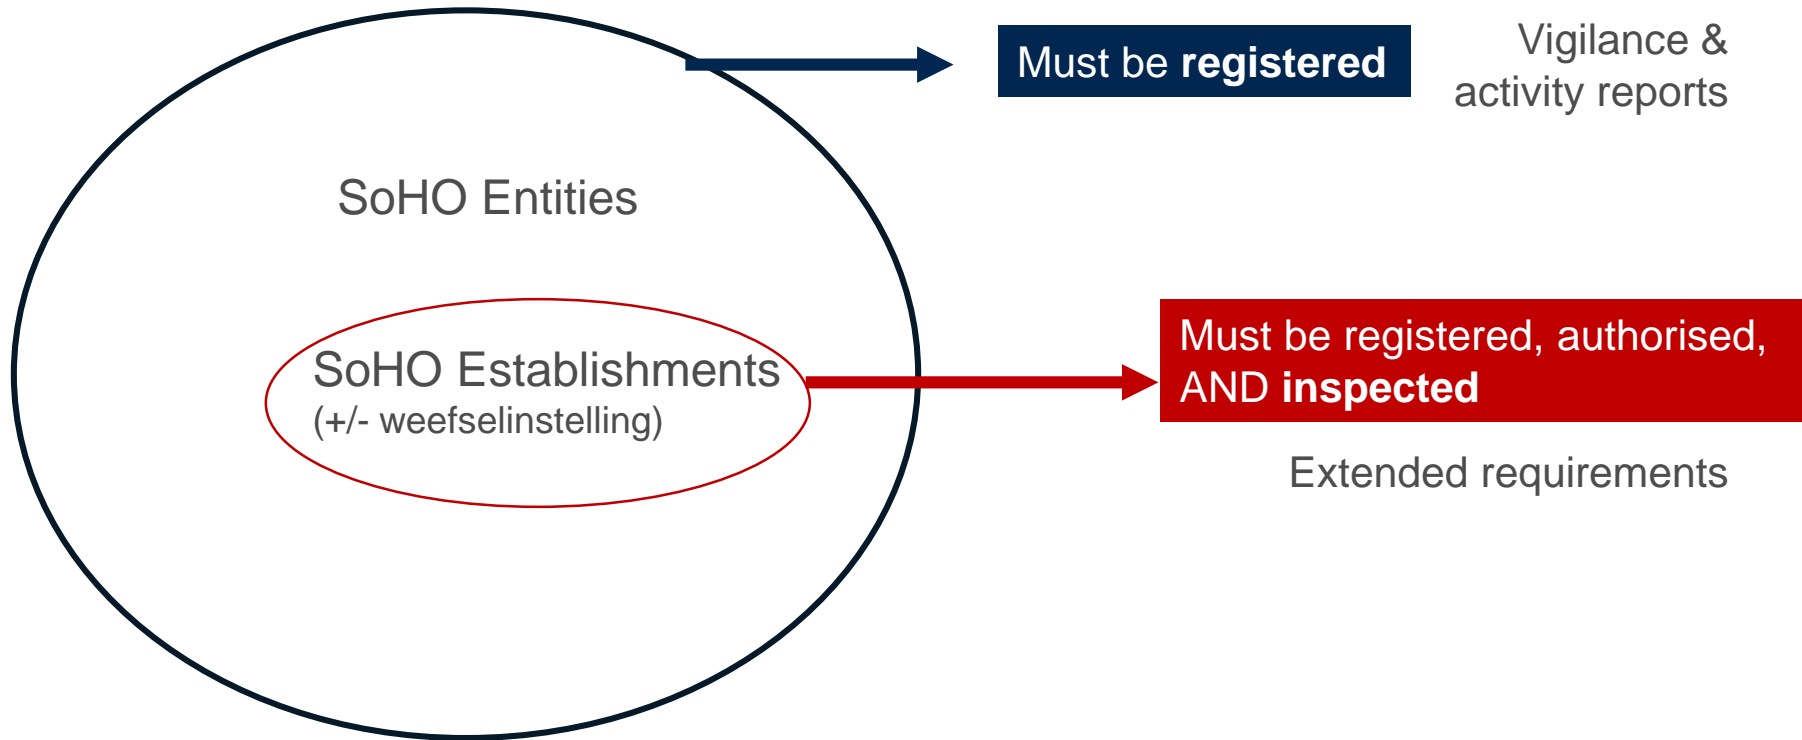 Must be registered
Vigilance &
activity reports
SoHO Entities
SoHO Establishments
(+/- weefselinstelling)
Must be registered, authorised,
AND inspected
Extended requirements